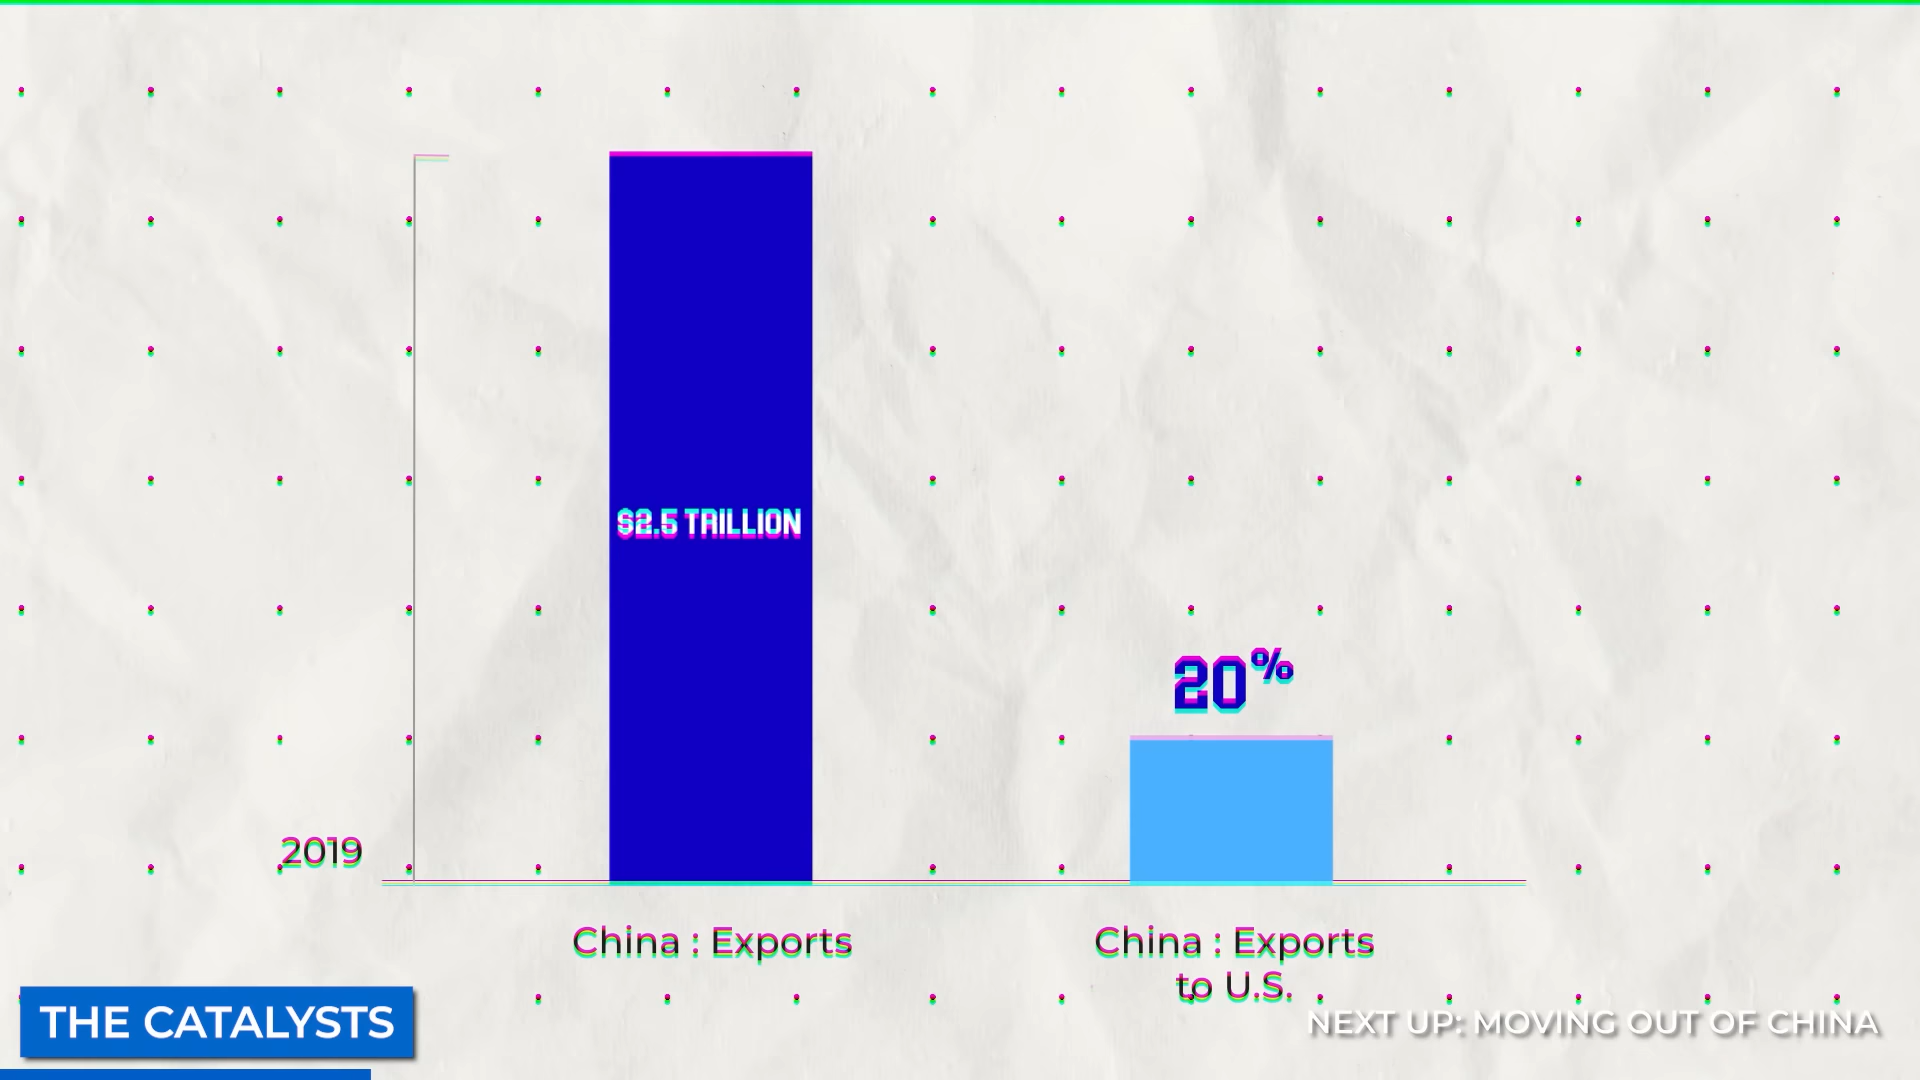 $2.5 TRILLION
20%
2019
China : Exports
China : Exports
to U.S.
THE CATALYSTS
NEXT UP: MOVING OUT OF CHINA